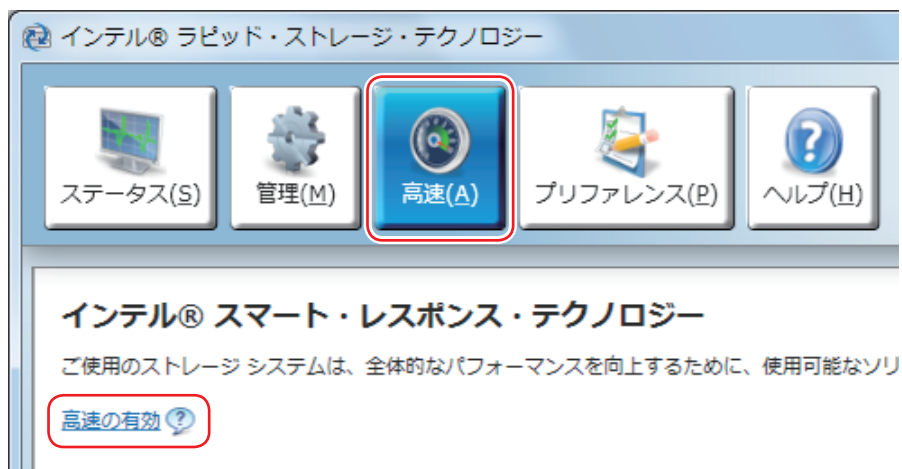 インテル® ラピッド・ストレージ・テクノロジー
ステータス(S) 管理(M) 高速(A) プリファレンス(P) ヘルプ(H)
インテル® スマート・レスポンス・テクノロジー
ご使用のストレージ システムは、全体的なパフォーマンスを向上するために、使用可能なソリ
高速の有効